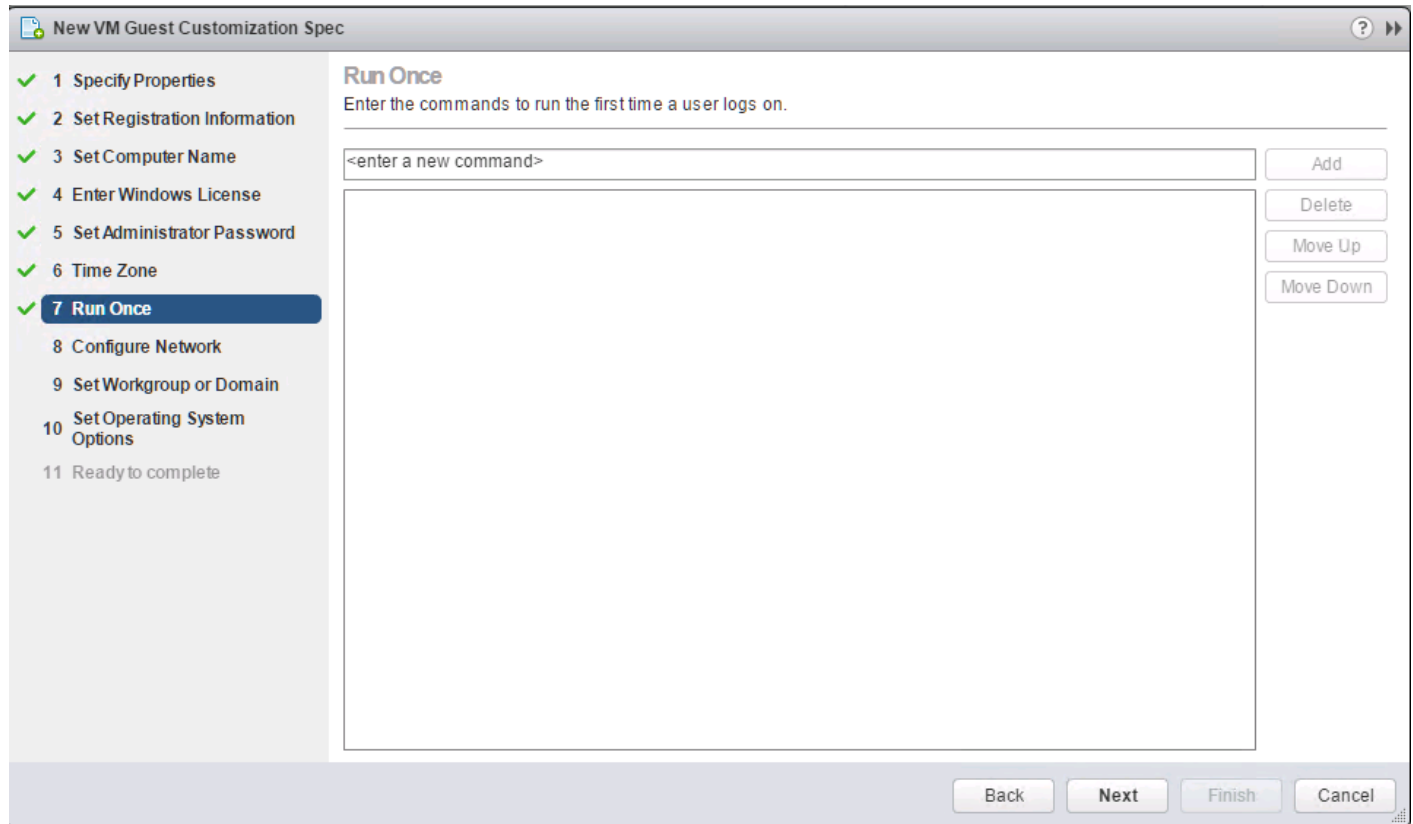 New VM Guest Customization Spec
?
1 Specify Properties
2 Set Registration Information
3 Set Computer Name
4 Enter Windows License
5 Set Administrator Password
6 Time Zone
7 Run Once
8 Configure Network
9 Set Workgroup or Domain
10 Set Operating System
Options
11 Ready to complete
Run Once
Enter the commands to run the first time a user logs on.
<enter a new command>
Add
Delete
Move Up
Move Down
Back
Next
Finish
Cancel